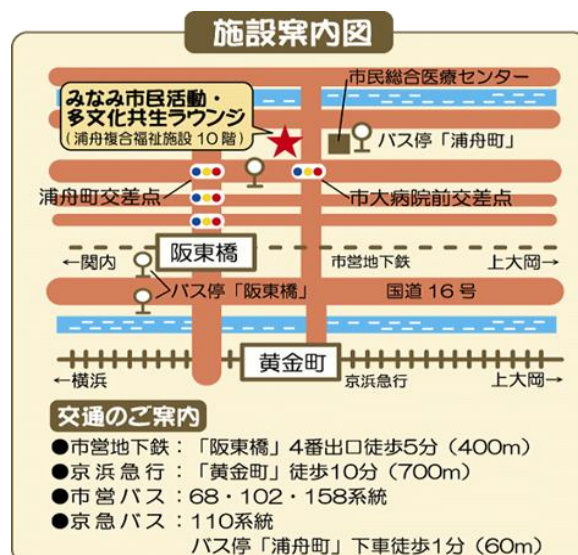 施設案内図
市民総合医療センター
みなみ市民活動・
多文化共生ラウンジ
(浦舟複合福祉施設10階)
バス停「浦舟町」
浦舟町交差点
市大病院前交差点
阪東橋
←関内
市営地下鉄
上大岡→
バス停「阪東橋」
国道16号
黄金町
←横浜
京浜急行
上大岡→
交通のご案内
●市営地下鉄：「阪東橋」4番出口徒歩5分（400m）
●京浜急行：「黄金町」徒歩10分（700m）
●市営バス：68・102・158系統
●京急バス：110系統
バス停「浦舟町」下車徒歩1分（60m）